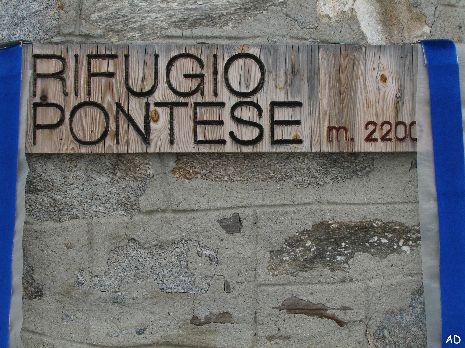 RIFUGIO
PONTESE m. 2200
AD